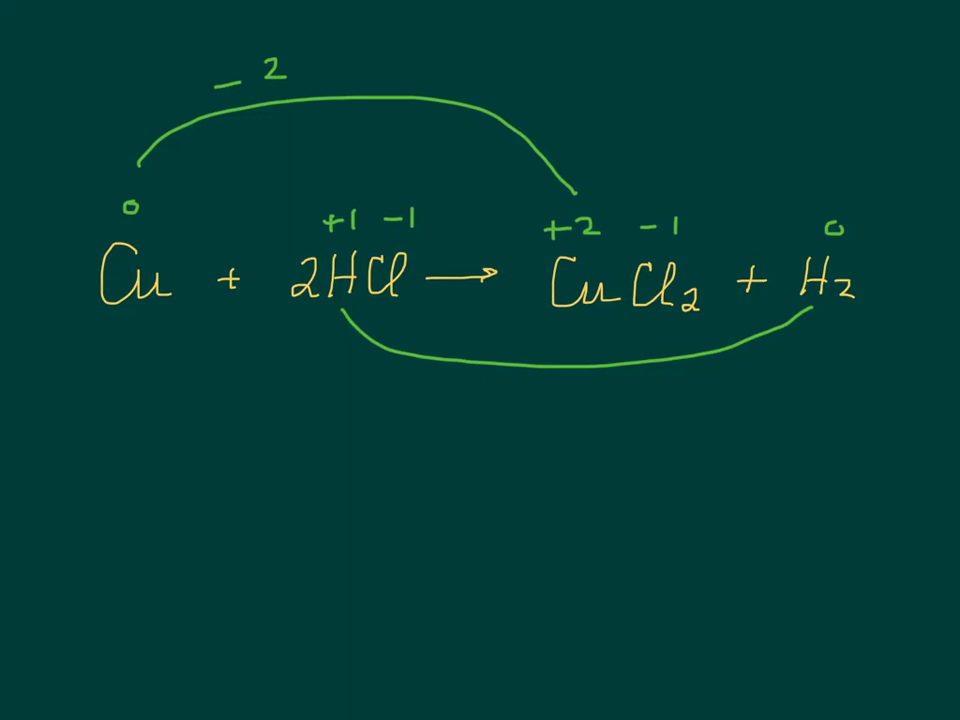 – 2
0 +1 -1 +2 -1 0
Cu + 2HCl → CuCl₂ + H₂